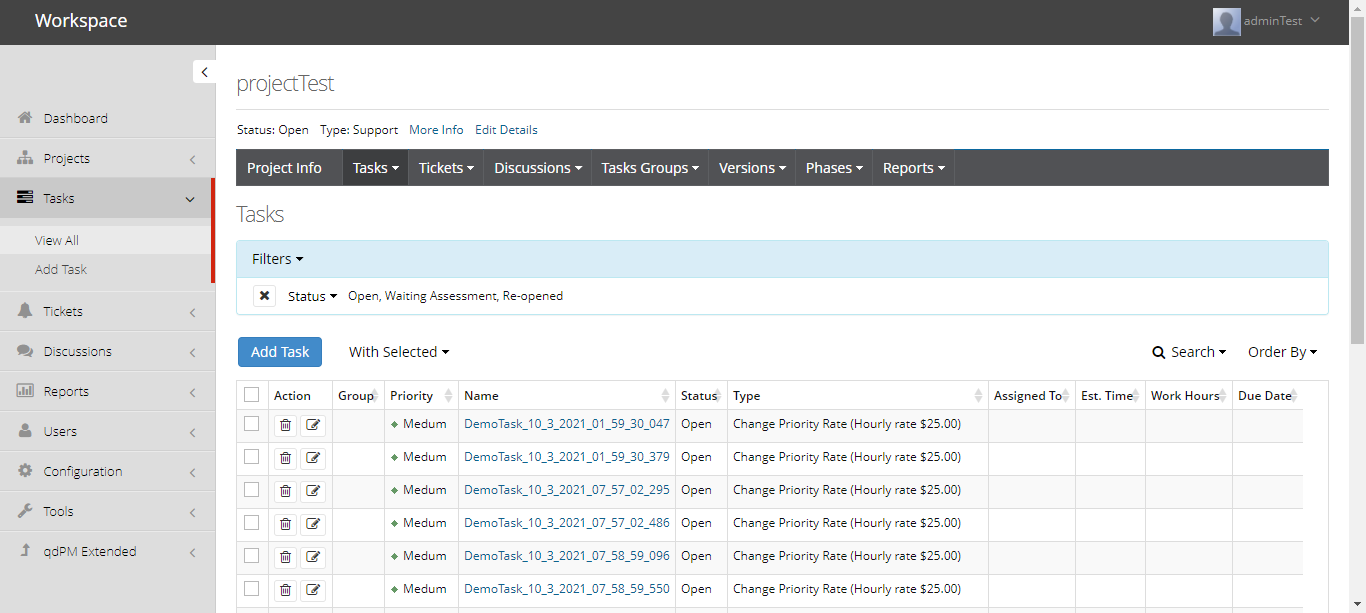 Workspace
adminTest
projectTest
Dashboard
Projects
Tasks
View All
Add Task
Tickets
Discussions
Reports
Users
Configuration
Tools
qdPM Extended
Status: Open Type: Support More Info Edit Details
Project Info Tasks Tickets Discussions Tasks Groups Versions Phases Reports
Tasks
Filters
Status Open, Waiting Assessment, Re-opened
Add Task With Selected Search Order By
Action Group Priority Name Status Type Assigned To Est. Time Work Hours Due Date
Medum DemoTask_10_3_2021_01_59_30_047 Open Change Priority Rate (Hourly rate $25.00)
Medum DemoTask_10_3_2021_01_59_30_379 Open Change Priority Rate (Hourly rate $25.00)
Medum DemoTask_10_3_2021_07_57_02_295 Open Change Priority Rate (Hourly rate $25.00)
Medum DemoTask_10_3_2021_07_57_02_486 Open Change Priority Rate (Hourly rate $25.00)
Medum DemoTask_10_3_2021_07_58_59_096 Open Change Priority Rate (Hourly rate $25.00)
Medum DemoTask_10_3_2021_07_58_59_550 Open Change Priority Rate (Hourly rate $25.00)